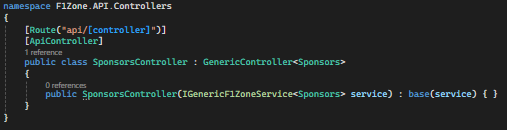 namespace F1Zone.API.Controllers
{
[Route("api/[controller]")]
[ApiController]
1 reference
public class SponsorsController : GenericController<Sponsors>
{
0 references
public SponsorsController(IGenericF1ZoneService<Sponsors> service) : base(service) { }
}
}